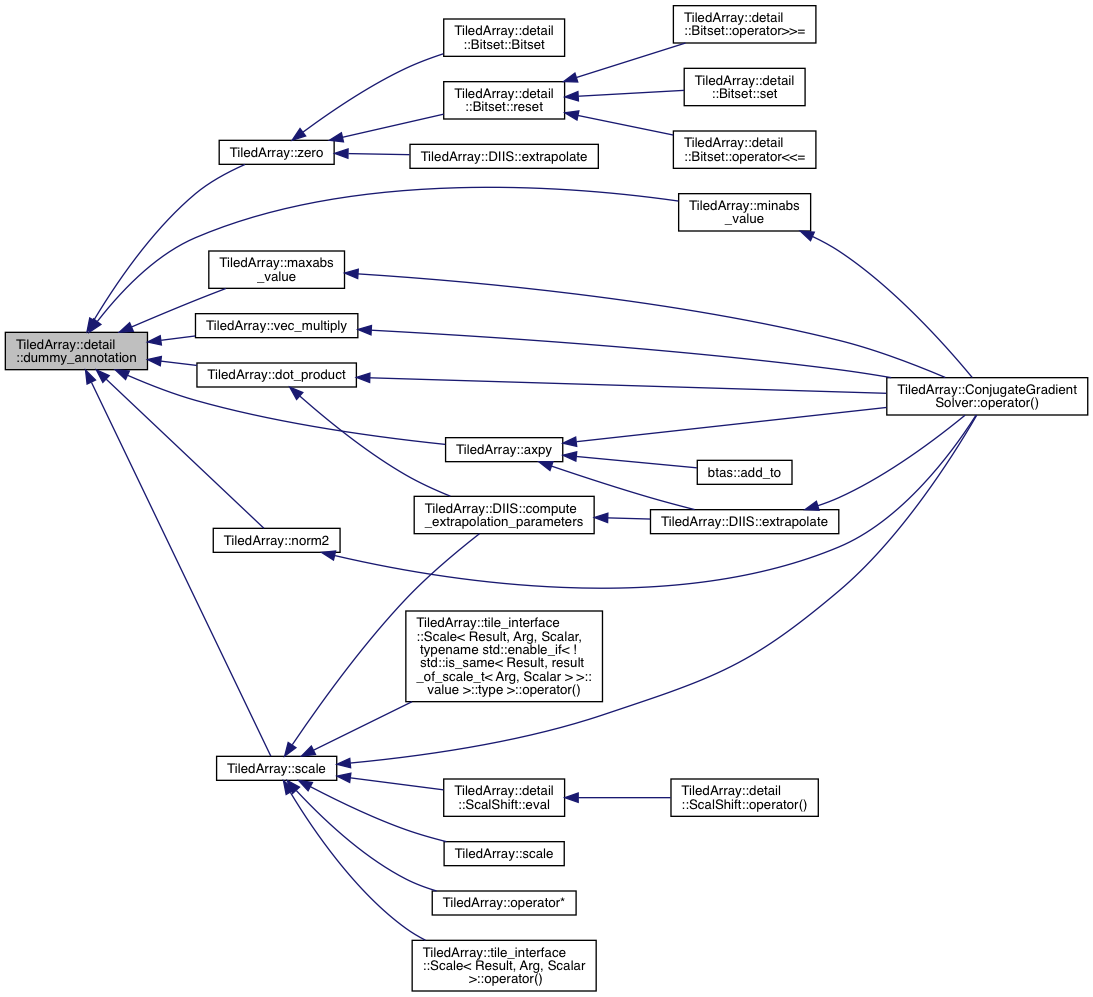 TiledArray::detail
::Bitset::operator>>=
TiledArray::detail
::Bitset::Bitset
TiledArray::detail
::Bitset::set
TiledArray::detail
::Bitset::reset
TiledArray::detail
::Bitset::operator<<=
TiledArray::zero
TiledArray::DIIS::extrapolate
TiledArray::minabs
_value
TiledArray::maxabs
_value
TiledArray::vec_multiply
TiledArray::detail
::dummy_annotation
TiledArray::dot_product
TiledArray::ConjugateGradient
Solver::operator()
TiledArray::axpy
btas::add_to
TiledArray::DIIS::compute
_extrapolation_parameters
TiledArray::DIIS::extrapolate
TiledArray::norm2
TiledArray::tile_interface
::Scale< Result, Arg, Scalar,
typename std::enable_if< !
std::is_same< Result, result
_of_scale_t< Arg, Scalar > >::
value >::type >::operator()
TiledArray::scale
TiledArray::detail
::ScalShift::eval
TiledArray::detail
::ScalShift::operator()
TiledArray::scale
TiledArray::operator*
TiledArray::tile_interface
::Scale< Result, Arg, Scalar
>::operator()